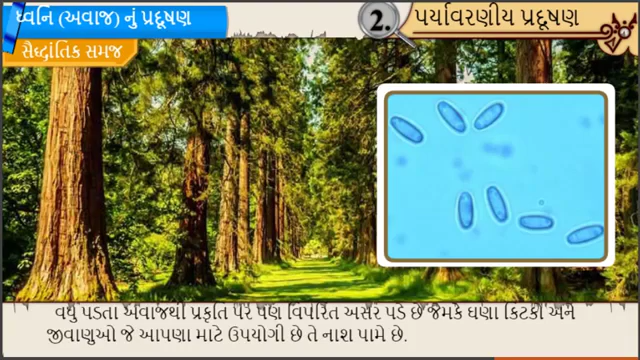 ધ્વનિ (અવાજ) નું પ્રદૂષણ
2. પર્યાવરણીય પ્રદૂષણ
સૈદ્ધાંતિક સમજ
વધુ પડતા અવાજથી પ્રકૃતિ પર પણ વિપરિત અસર પડે છે જેમકે ઘણા કિટકો અને
જીવાણુઓ જે આપણા માટે ઉપયોગી છે તે નાશ પામે છે.